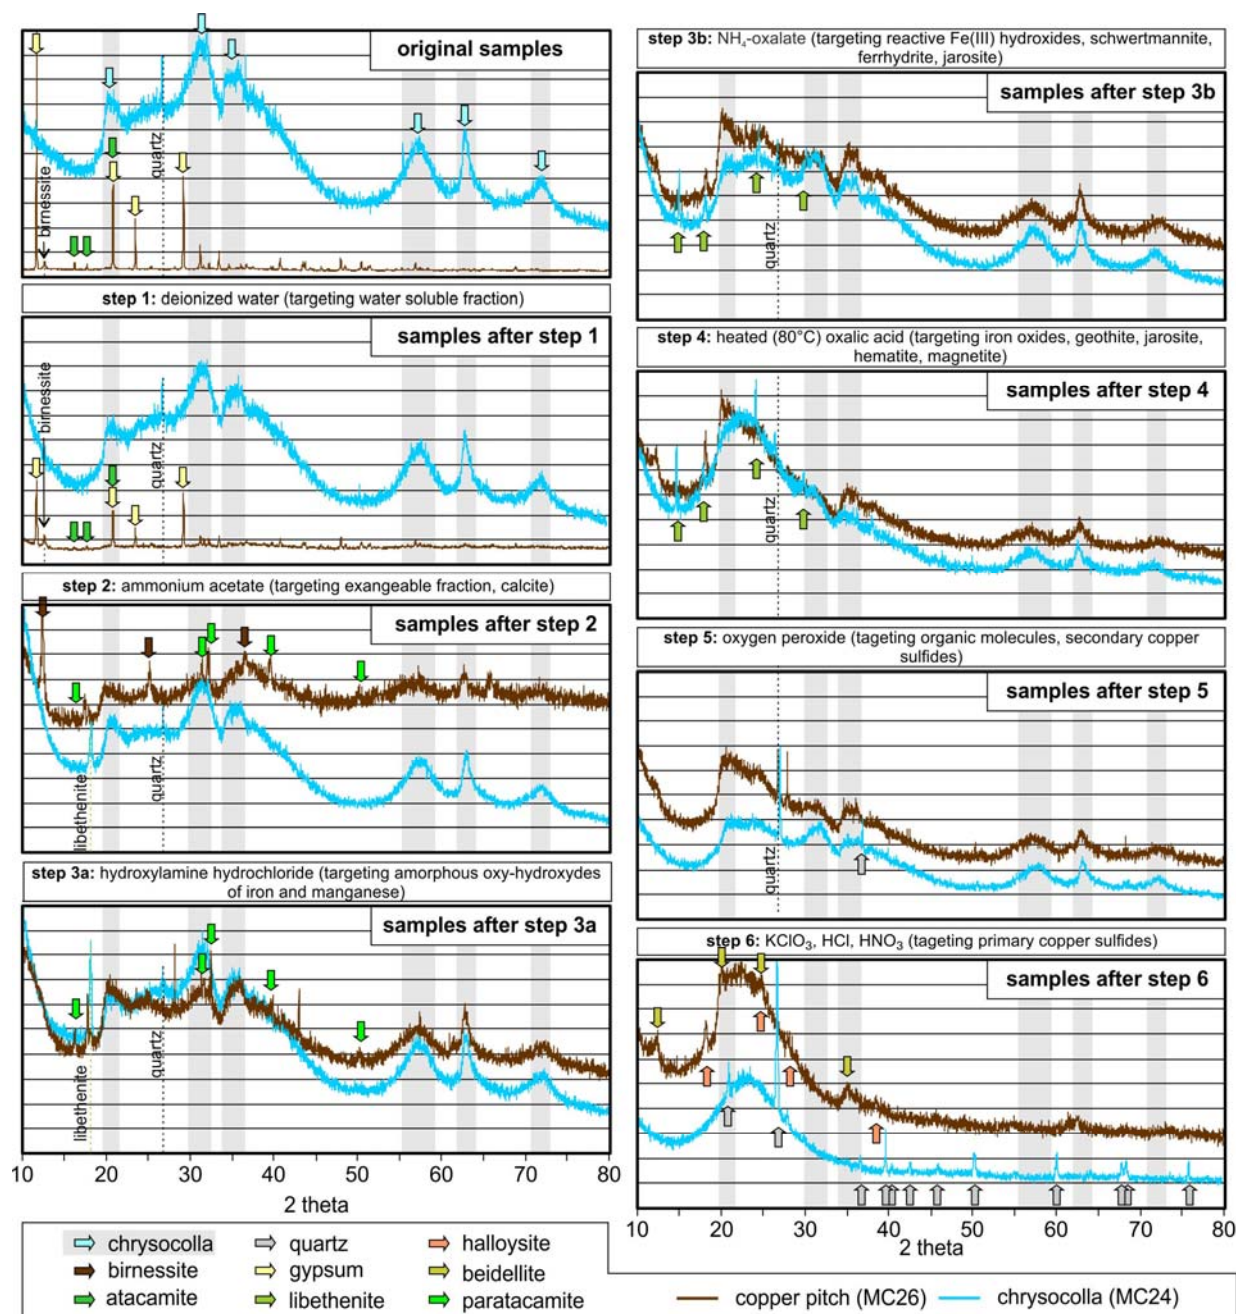 original samples
birnessite
quartz
step 1: deionized water (targeting water soluble fraction)
samples after step 1
birnessite
quartz
step 2: ammonium acetate (targeting exangeable fraction, calcite)
samples after step 2
libethenite
quartz
step 3a: hydroxylamine hydrochloride (targeting amorphous oxy-hydroxydes
of iron and manganese)
samples after step 3a
libethenite
quartz
10 20 30 40 50 60 70 80
2 theta
step 3b: NH₄-oxalate (targeting reactive Fe(III) hydroxides, schwertmannite,
ferrihydrite, jarosite)
samples after step 3b
quartz
step 4: heated (80°C) oxalic acid (targeting iron oxides, geothite, jarosite,
hematite, magnetite)
samples after step 4
quartz
step 5: oxygen peroxide (tageting organic molecules, secondary copper
sulfides)
samples after step 5
quartz
step 6: KClO₃, HCl, HNO₃ (tageting primary copper sulfides)
samples after step 6
10 20 30 40 50 60 70 80
2 theta
chrysocolla
quartz
halloysite
birnessite
gypsum
beidellite
atacamite
libethenite
paratacamite
copper pitch (MC26)
chrysocolla (MC24)